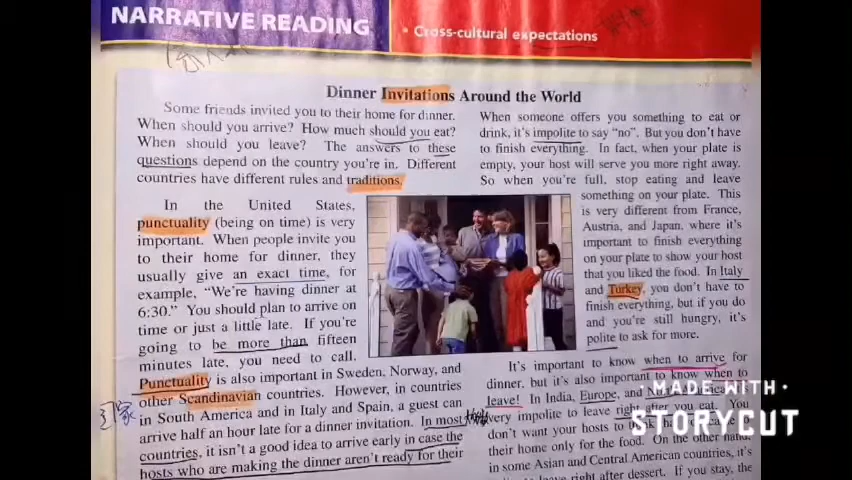 NARRATIVE READING
• Cross-cultural expectations
Dinner Invitations Around the World
Some friends invited you to their home for dinner.
When should you arrive? How much should you eat?
When should you leave? The answers to these
questions depend on the country you're in. Different
countries have different rules and traditions.
In the United States,
punctuality (being on time) is very
important. When people invite you
to their home for dinner, they
usually give an exact time, for
example, "We're having dinner at
6:30." You should plan to arrive on
time or just a little late. If you're
going to be more than fifteen
minutes late, you need to call.
Punctuality is also important in Sweden, Norway, and
other Scandinavian countries. However, in countries
in South America and in Italy and Spain, a guest can
arrive half an hour late for a dinner invitation. In most
countries, it isn't a good idea to arrive early in case the
hosts who are making the dinner aren't ready for their
When someone offers you something to eat or
drink, it's impolite to say "no". But you don't have
to finish everything. In fact, when your plate is
empty, your host will serve you more right away.
So when you're full, stop eating and leave
something on your plate. This
is very different from France,
Austria, and Japan, where it's
important to finish everything
on your plate to show your host
that you liked the food. In Italy
and Turkey, you don't have to
finish everything, but if you do
and you're still hungry, it's
polite to ask for more.
It's important to know when to arrive for
dinner, but it's also important to know when to
leave! In India, Europe, and
very impolite to leave right after you eat. You
don't want your hosts to
their home only for the food. On the other hand,
in some Asian and Central American countries, it's
leave right after dessert. If you stay, the
MADE WITH
STORYCUT